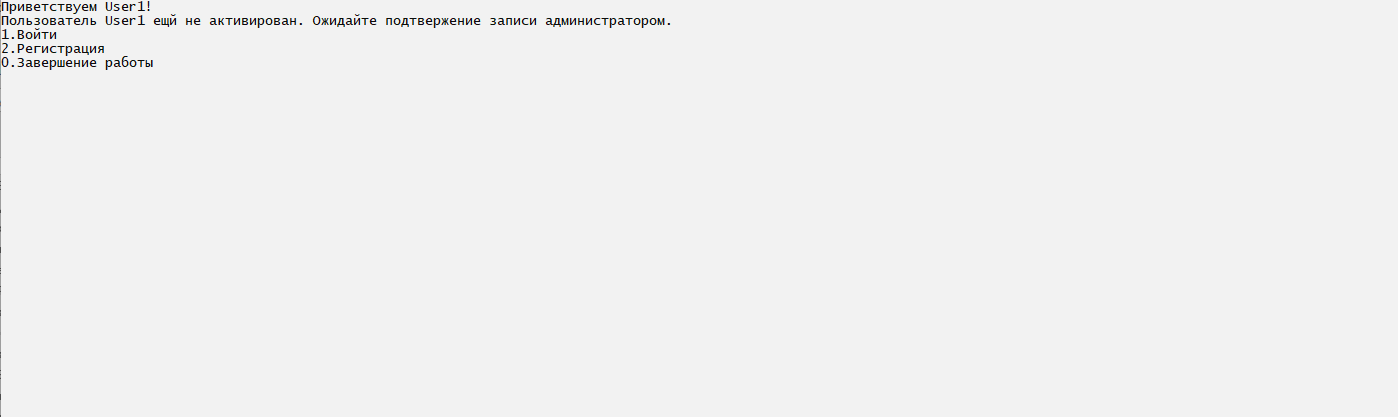 Приветствуем User1!
Пользователь User1 ещй не активирован. Ожидайте подтвержение записи администратором.
1.Войти
2.Регистрация
0.Завершение работы